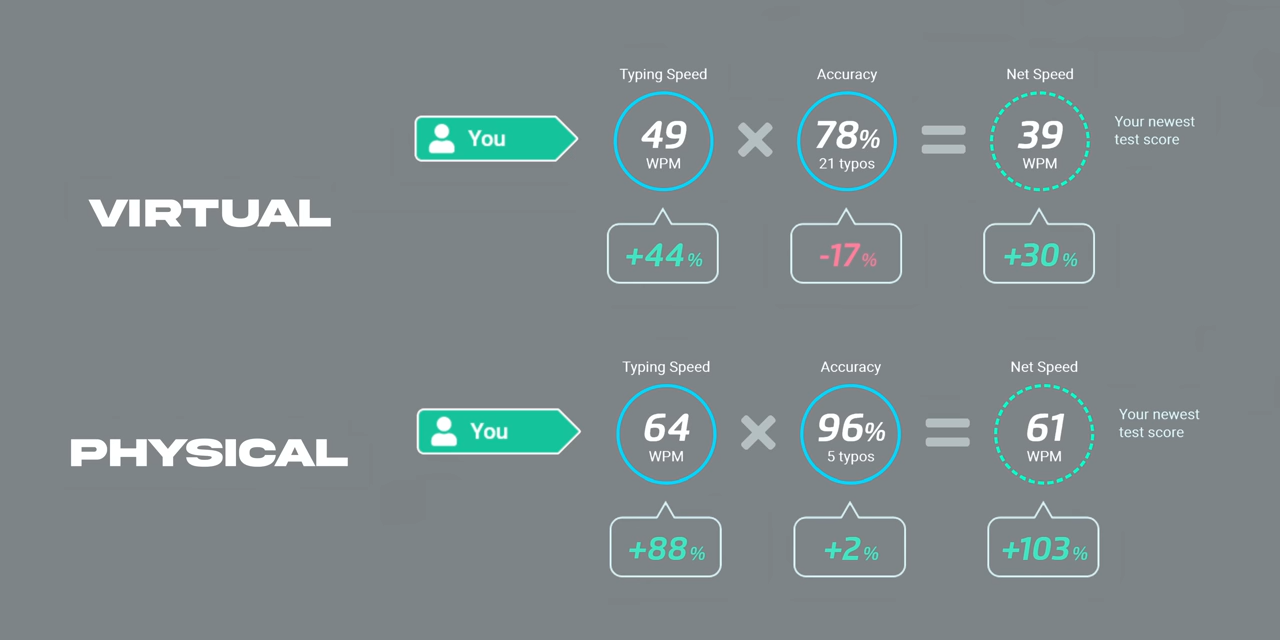 Typing Speed
Accuracy
Net Speed
You
49
WPM
×
78%
21 typos
=
39
WPM
Your newest
test score
VIRTUAL
+44%
-17%
+30%
Typing Speed
Accuracy
Net Speed
You
64
WPM
×
96%
5 typos
=
61
WPM
Your newest
test score
PHYSICAL
+88%
+2%
+103%